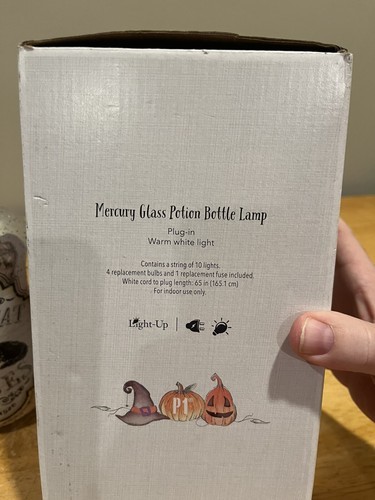 Mercury Glass Potion Bottle Lamp
Plug-in
Warm white light
Contains a string of 10 lights.
4 replacement bulbs and 1 replacement fuse included.
White cord to plug length: 65 in (165.1 cm)
For indoor use only.
Light-Up
P1